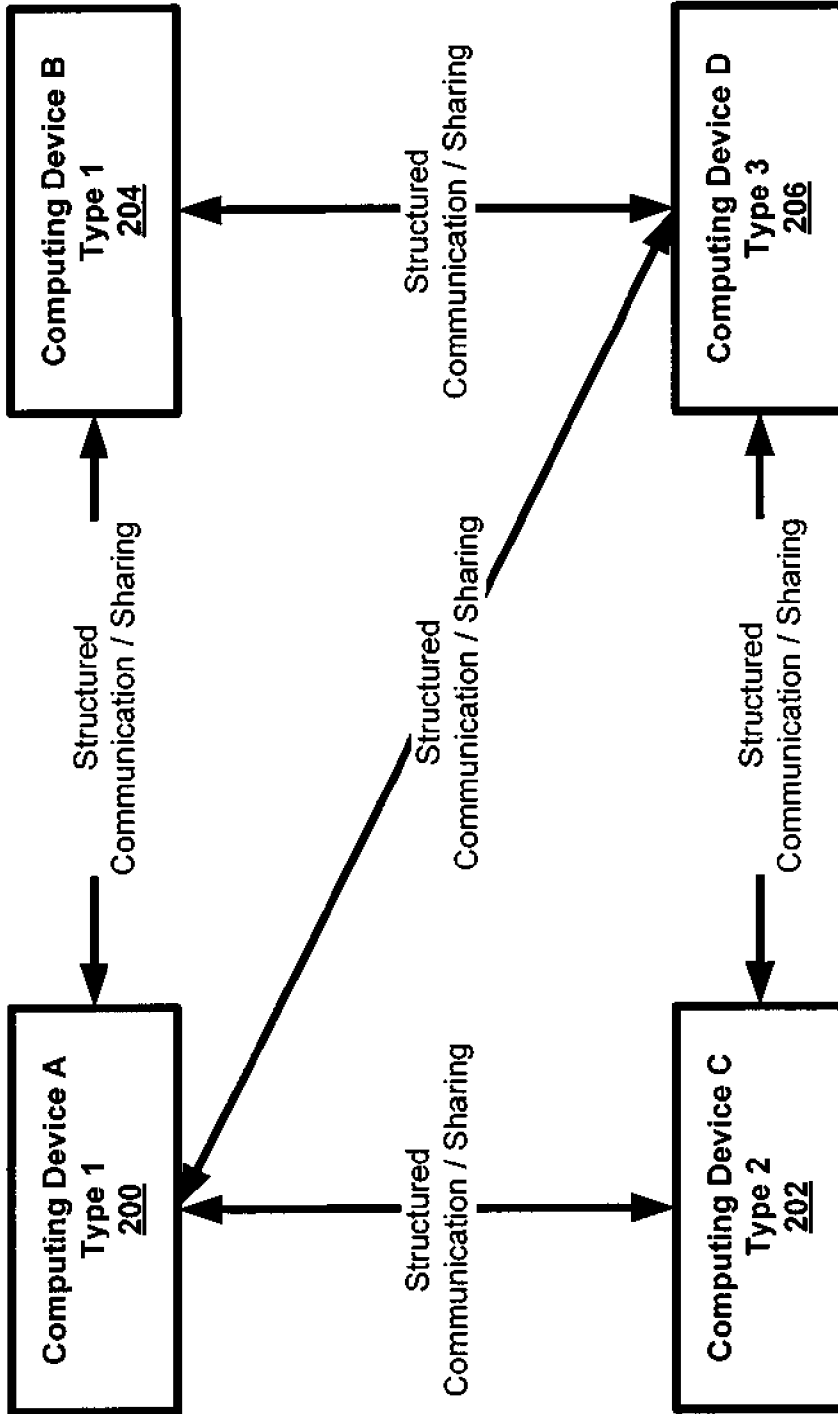 Computing Device A
Type 1
200
Structured
Communication / Sharing
Computing Device B
Type 1
204
Structured
Communication / Sharing
Structured
Communication / Sharing
Structured
Communication / Sharing
Computing Device C
Type 2
202
Structured
Communication / Sharing
Computing Device D
Type 3
206